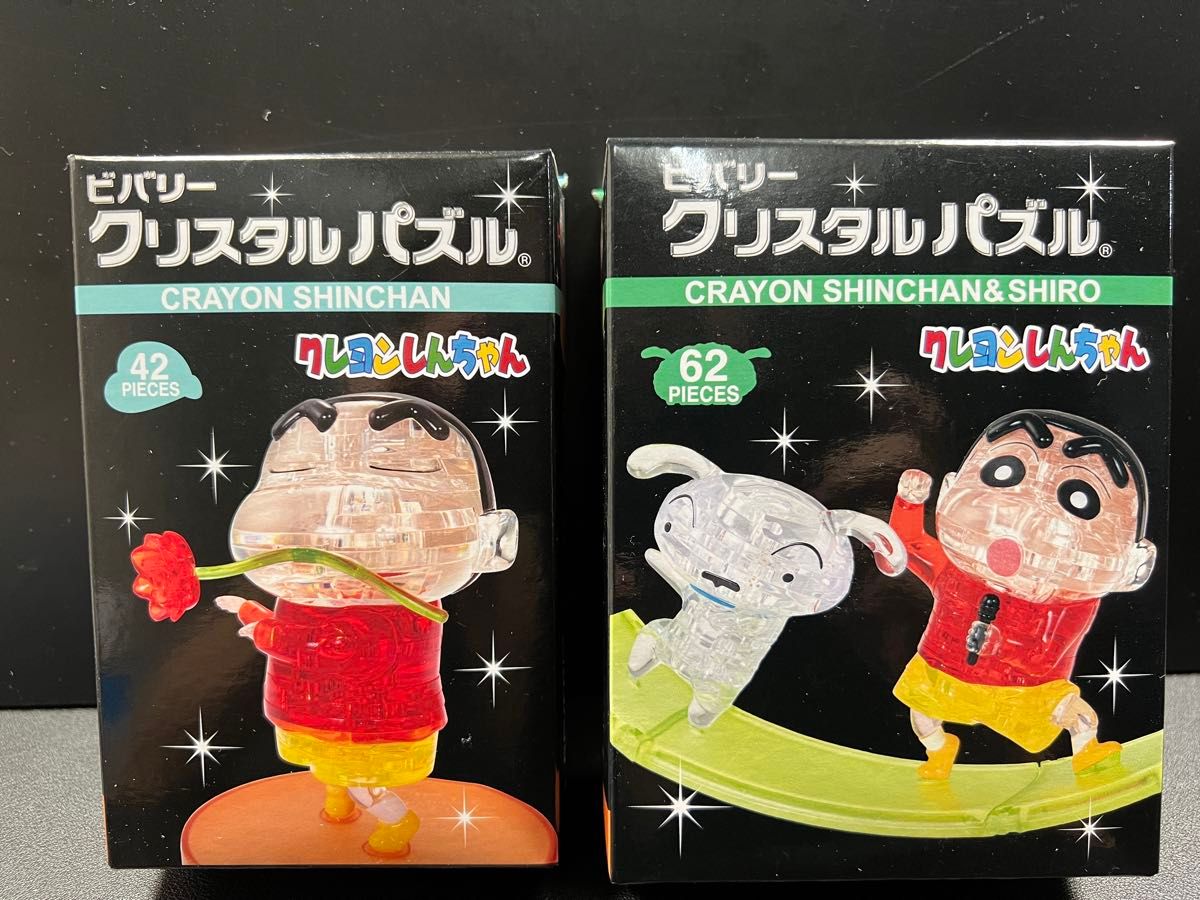 ビバリー
クリスタルパズル®
CRAYON SHINCHAN
クレヨンしんちゃん
42
PIECES
ビバリー
クリスタルパズル®
CRAYON SHINCHAN&SHIRO
クレヨンしんちゃん
62
PIECES